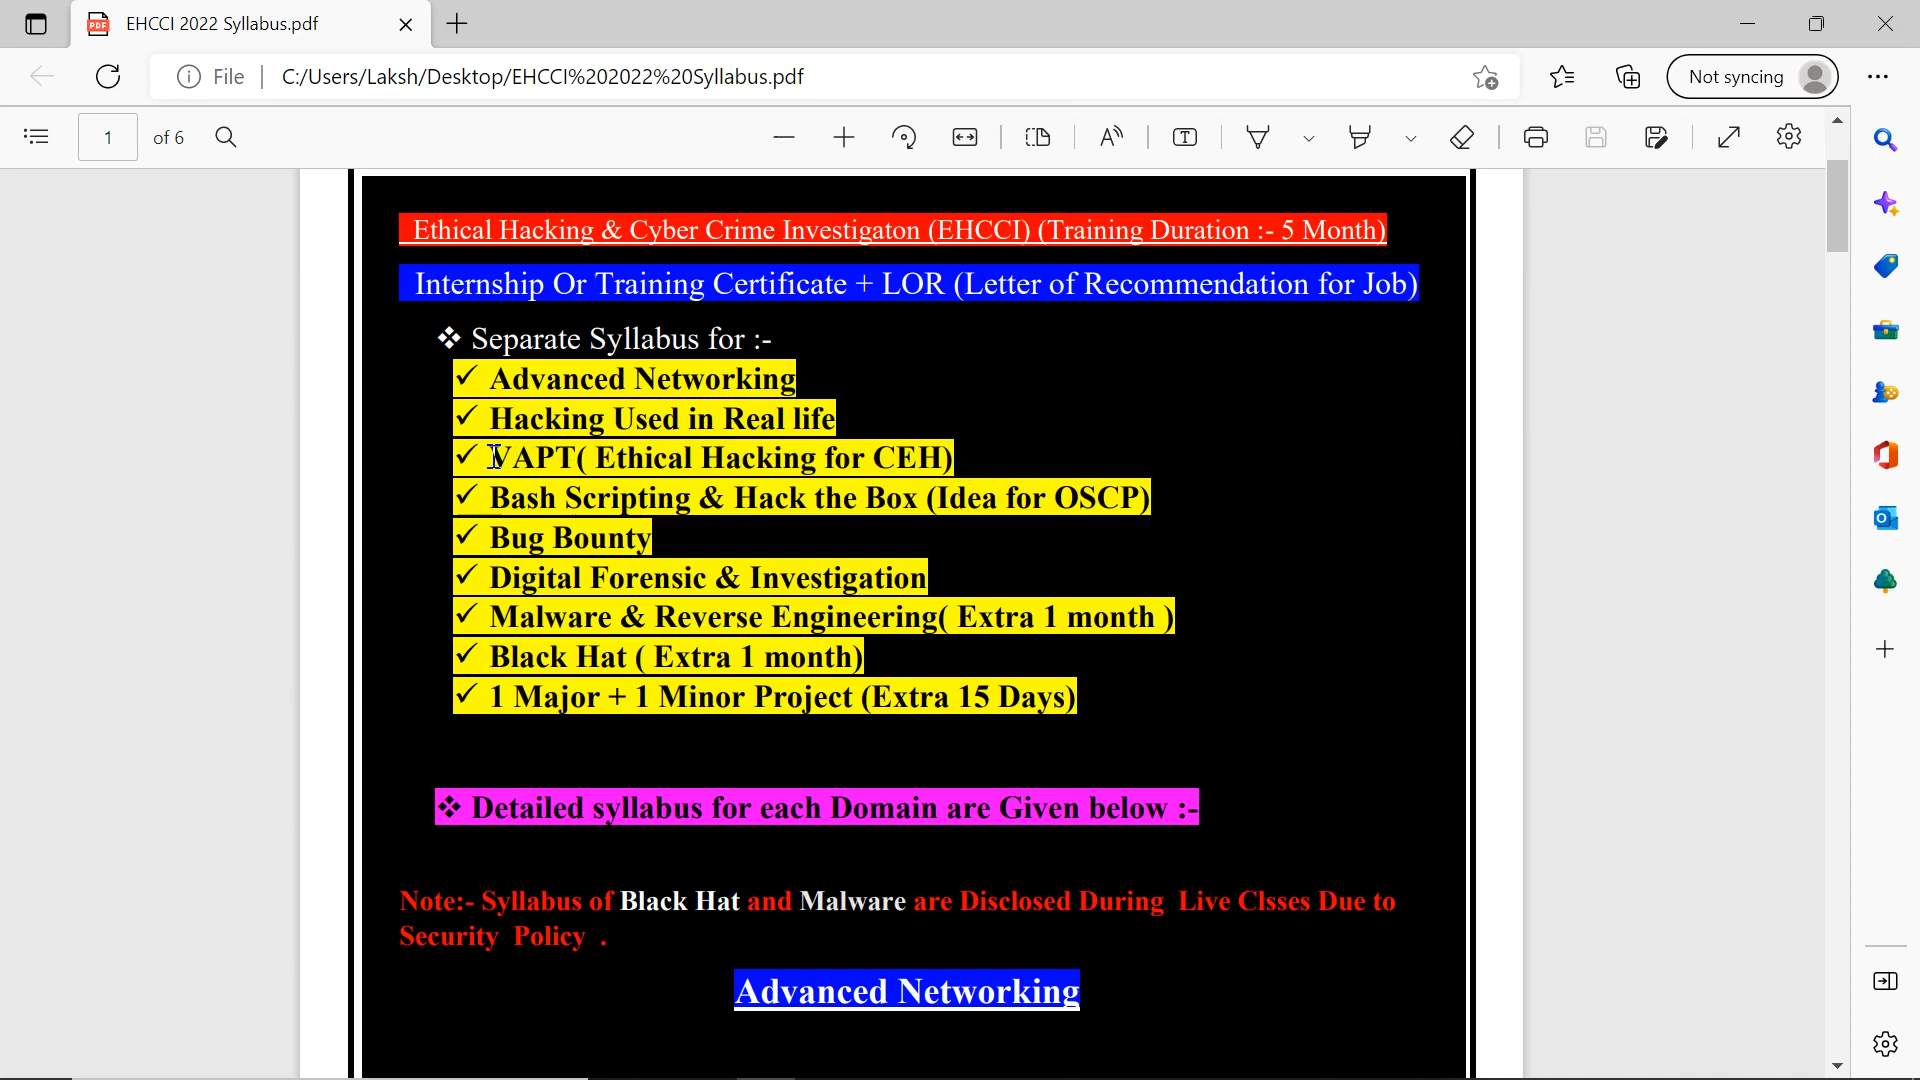 EHCCI 2022 Syllabus.pdf
File
C:/Users/Laksh/Desktop/EHCCI%202022%20Syllabus.pdf
Not syncing
1
of 6
Ethical Hacking & Cyber Crime Investigaton (EHCCI) (Training Duration :- 5 Month)
Internship Or Training Certificate + LOR (Letter of Recommendation for Job)
❖ Separate Syllabus for :-
✓ Advanced Networking
✓ Hacking Used in Real life
✓ VAPT( Ethical Hacking for CEH)
✓ Bash Scripting & Hack the Box (Idea for OSCP)
✓ Bug Bounty
✓ Digital Forensic & Investigation
✓ Malware & Reverse Engineering( Extra 1 month )
✓ Black Hat ( Extra 1 month)
✓ 1 Major + 1 Minor Project (Extra 15 Days)
❖ Detailed syllabus for each Domain are Given below :-
Note:- Syllabus of Black Hat and Malware are Disclosed During Live Clsses Due to
Security Policy .
Advanced Networking